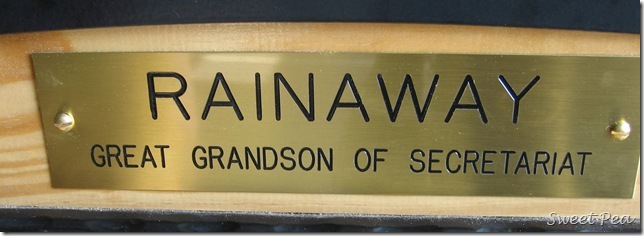 RAINAWAY
GREAT GRANDSON OF SECRETARIAT
Sweet Pea